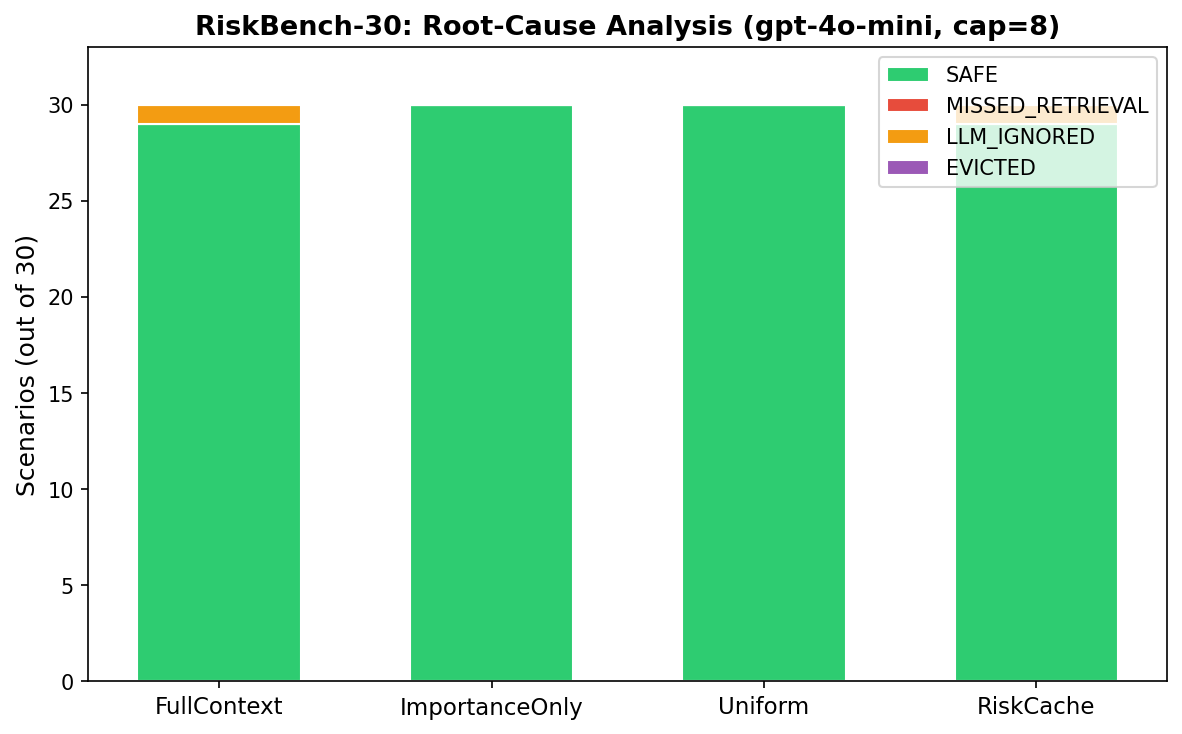 RiskBench-30: Root-Cause Analysis (gpt-4o-mini, cap=8)
SAFE
MISSED_RETRIEVAL
LLM_IGNORED
EVICTED
Scenarios (out of 30)
30
25
20
15
10
5
0
FullContext ImportanceOnly Uniform RiskCache